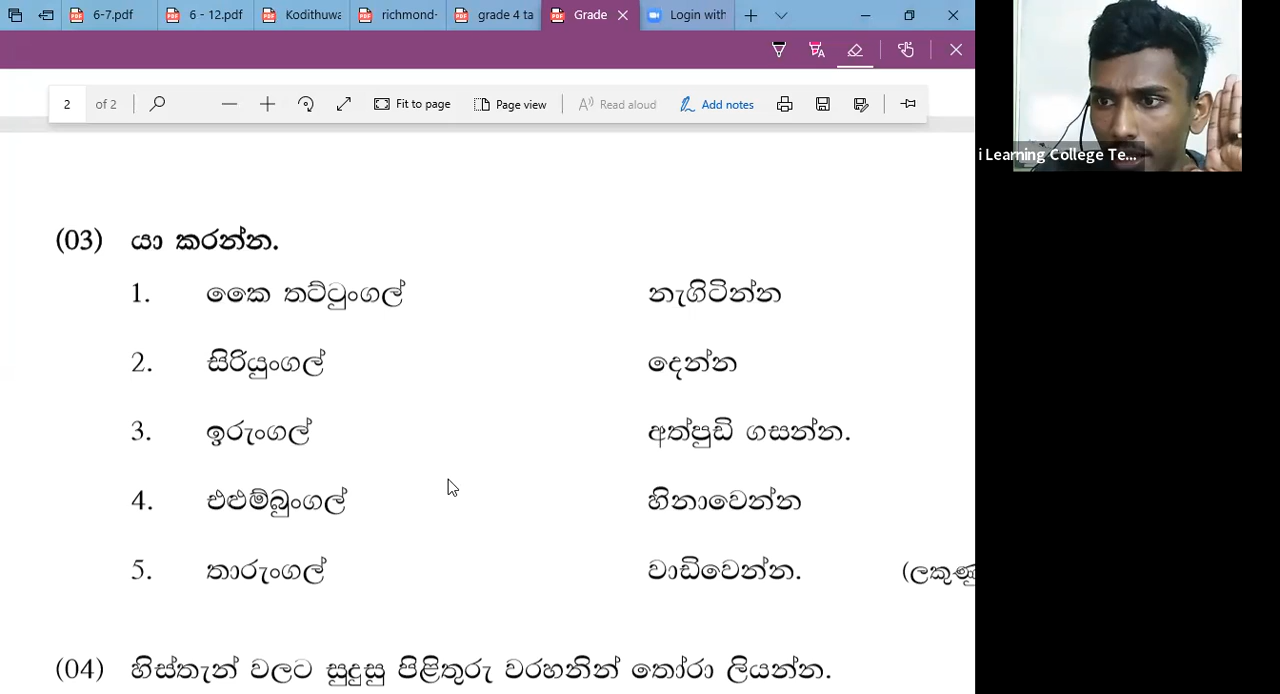 6-7.pdf 6 - 12.pdf Kodithuwa richmond- grade 4 ta Grade Login with
2 of 2 Fit to page Page view Read aloud Add notes
i Learning College Te...
(03) යා කරන්න.
1. කෛ තට්ටුංගල් නැගිටින්න
2. සිරියුංගල් දෙන්න
3. ඉරුංගල් අත්පුඩි ගසන්න.
4. එළුම්බුංගල් හිනාවෙන්න
5. තාරුංගල් වාඩිවෙන්න. (ලකුණු
(04) හිස්තැන් වලට සුදුසු පිළිතුරු වරහනින් තෝරා ලියන්න.